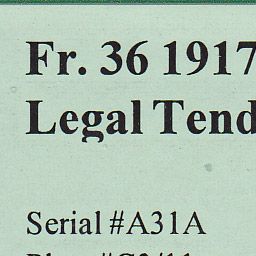 Fr. 36 1917
Legal Tend
Serial #A31A